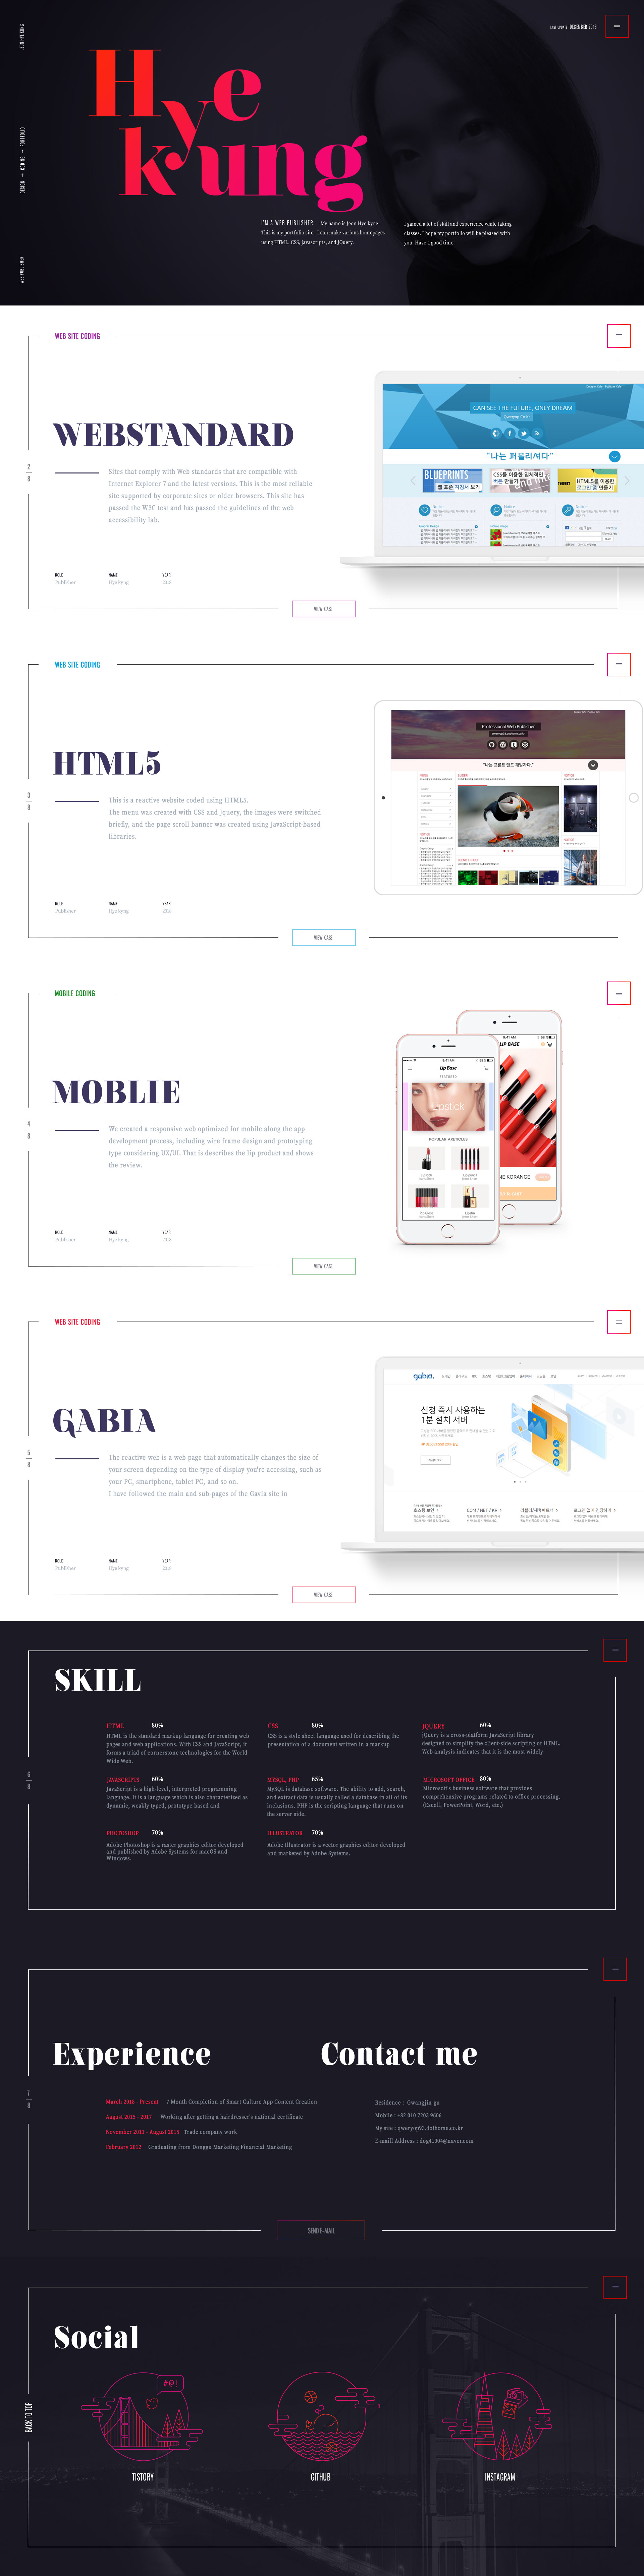 JEON HYE KUNG
DESIGN → CODING → PORTFOLIO
WEB PUBLISHER
LAST UPDATE DECEMBER 2016
Hye
kyung
I'M A WEB PUBLISHER My name is Jeon Hye kyng.
This is my portfolio site. I can make various homepages
using HTML, CSS, javascripts, and JQuery.
I gained a lot of skill and experience while taking
classes. I hope my portfolio will be pleased with
you. Have a good time.
WEB SITE CODING
WEBSTANDARD
2
8
Sites that comply with Web standards that are compatible with
Internet Explorer 7 and the latest versions. This is the most reliable
site supported by corporate sites or older browsers. This site has
passed the W3C test and has passed the guidelines of the web
accessibility lab.
ROLE
Publisher
NAME
Hye kyng
YEAR
2018
VIEW CASE
CAN SEE THE FUTURE, ONLY DREAM
"나는 퍼블리셔다"
BLUEPRINTS
웹 표준 지침서 보기
CSS를 이용한 입체적인
버튼 만들기
HTML5를 이용한
로그인 폼 만들기
WEB SITE CODING
HTML5
3
8
This is a reactive website coded using HTML5.
The menu was created with CSS and Jquery, the images were switched
briefly, and the page scroll banner was created using JavaScript-based
libraries.
ROLE
Publisher
NAME
Hye kyng
YEAR
2018
VIEW CASE
Professional Web Publisher
"나는 프론트 앤드 개발자다."
MOBILE CODING
MOBLIE
4
8
We created a responsive web optimized for mobile along the app
development process, including wire frame design and prototyping
type considering UX/UI. That is describes the lip product and shows
the review.
ROLE
Publisher
NAME
Hye kyng
YEAR
2018
VIEW CASE
9:41 AM
LIP BASE
9:41 AM
Lip Base
FEATURED
Lipstick
POPULAR ARETICLES
NE KORANGE
WEB SITE CODING
GABIA
5
8
The reactive web is a web page that automatically changes the size of
your screen depending on the type of display you're accessing, such as
your PC, smartphone, tablet PC, and so on.
I have followed the main and sub-pages of the Gavia site in
ROLE
Publisher
NAME
Hye kyng
YEAR
2018
VIEW CASE
gabia.
신청 즉시 사용하는
1분 설치 서버
호스팅 보안 >
COM / NET / KR >
SKILL
6
8
HTML 80%
HTML is the standard markup language for creating web
pages and web applications. With CSS and JavaScript, it
forms a triad of cornerstone technologies for the World
Wide Web.
CSS 80%
CSS is a style sheet language used for describing the
presentation of a document written in a markup
JQUERY 60%
jQuery is a cross-platform JavaScript library
designed to simplify the client-side scripting of HTML.
Web analysis indicates that it is the most widely
JAVASCRIPTS 60%
JavaScript is a high-level, interpreted programming
language. It is a language which is also characterized as
dynamic, weakly typed, prototype-based and
MYSQL, PHP 65%
MySQL is database software. The ability to add, search,
and extract data is usually called a database in all of its
inclusions. PHP is the scripting language that runs on
the server side.
MICROSOFT OFFICE 80%
Microsoft's business software that provides
comprehensive programs related to office processing.
(Excell, PowerPoint, Word, etc.)
PHOTOSHOP 70%
Adobe Photoshop is a raster graphics editor developed
and published by Adobe Systems for macOS and
Windows.
ILLUSTRATOR 70%
Adobe Illustrator is a vector graphics editor developed
and marketed by Adobe Systems.
7
8
Experience
March 2018 - Present 7 Month Completion of Smart Culture App Content Creation
August 2015 - 2017 Working after getting a hairdresser's national certificate
November 2011 - August 2015 Trade company work
February 2012 Graduating from Donggu Marketing Financial Marketing
Contact me
Residence : Gwangjin-gu
Mobile : +82 010 7203 9606
My site : qweryop93.dothome.co.kr
E-maill Address : dog41004@naver.com
SEND E-MAIL
Social
BACK TO TOP
TISTORY
GITHUB
INSTAGRAM